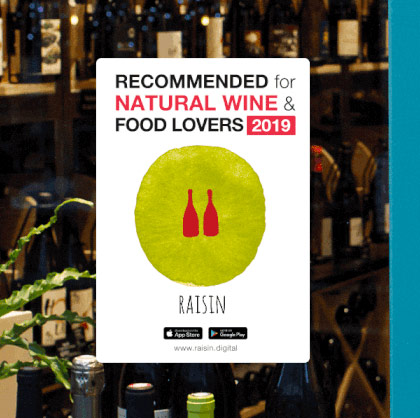 RECOMMENDED for
NATURAL WINE &
FOOD LOVERS 2019
RAISIN
App Store
Google Play
www.raisin.digital